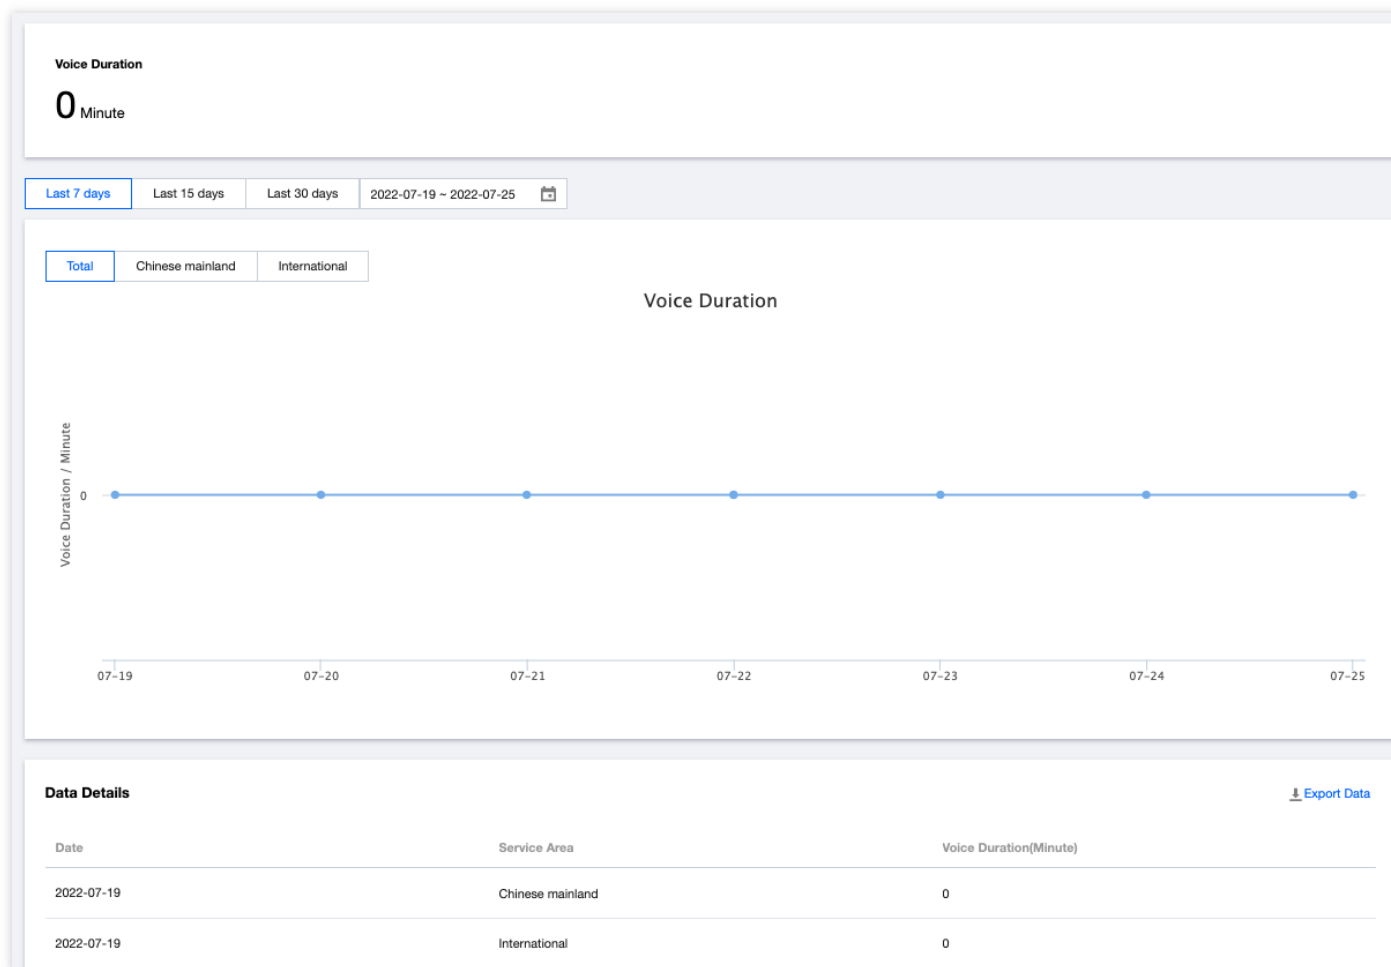 Voice Duration
0 Minute
Last 7 days Last 15 days Last 30 days 2022-07-19 ~ 2022-07-25
Total Chinese mainland International
Voice Duration
Voice Duration / Minute
0
07-19 07-20 07-21 07-22 07-23 07-24 07-25
Data Details Export Data
Date Service Area Voice Duration(Minute)
2022-07-19 Chinese mainland 0
2022-07-19 International 0